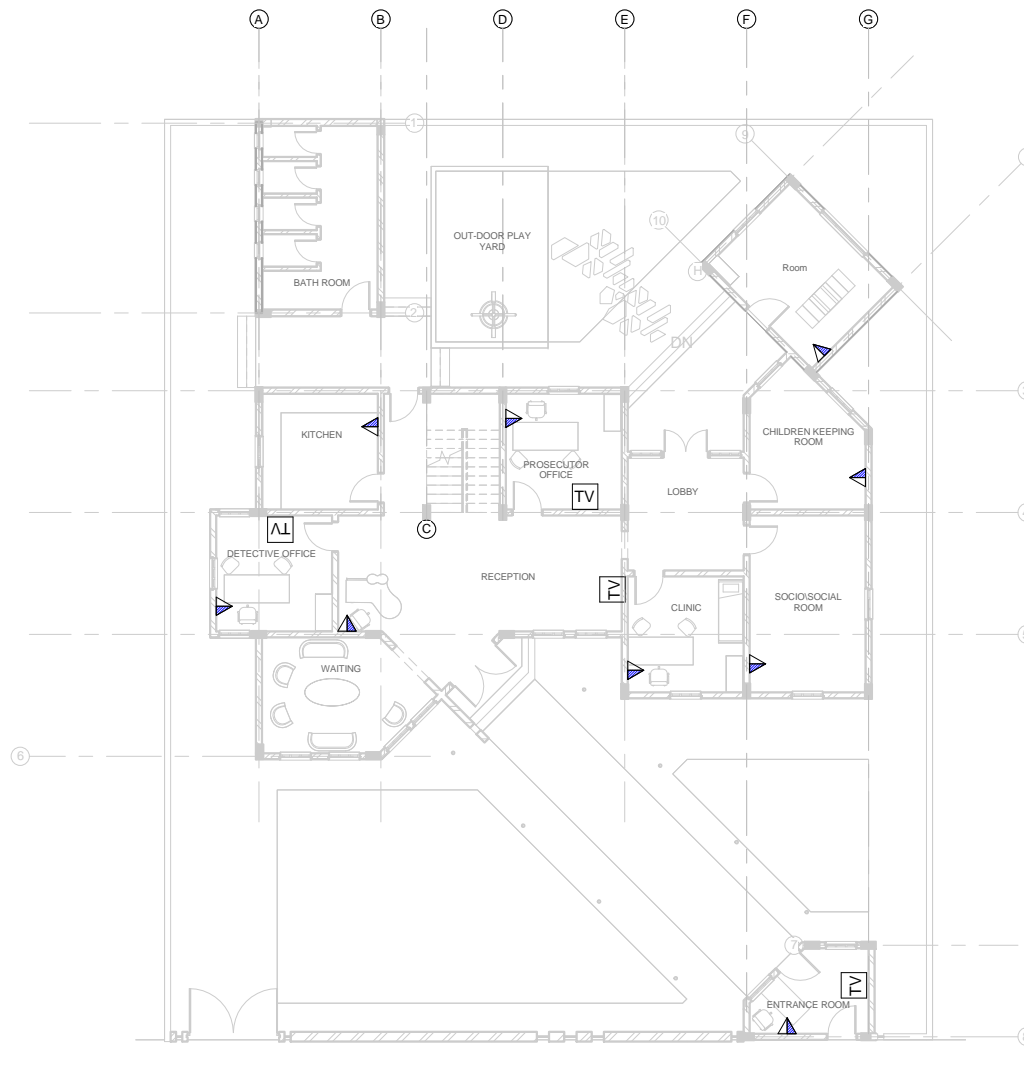 A
B
D
E
F
G
1
9
10
OUT-DOOR PLAY
YARD
Room
H
BATH ROOM
2
DN
3
KITCHEN
CHILDREN KEEPING
ROOM
PROSECUTOR
OFFICE
LOBBY
TV
C
TV
DETECTIVE OFFICE
RECEPTION
TV
SOCIO\SOCIAL
ROOM
CLINIC
WAITING
6
7
TV
ENTRANCE ROOM